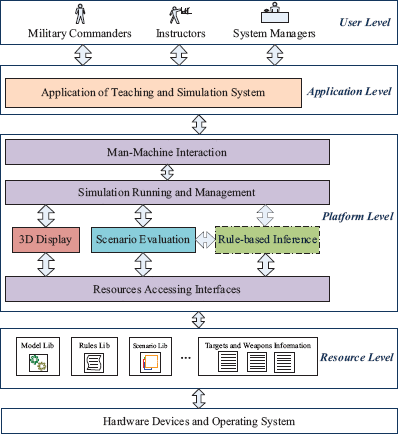 User Level
Military Commanders
Instructors
System Managers
Application of Teaching and Simulation System
Application Level
Man-Machine Interaction
Simulation Running and Management
Platform Level
3D Display
Scenario Evaluation
Rule-based Inference
Resources Accessing Interfaces
Model Lib
Rules Lib
Scenario Lib
...
Targets and Weapons Information
Resource Level
Hardware Devices and Operating System